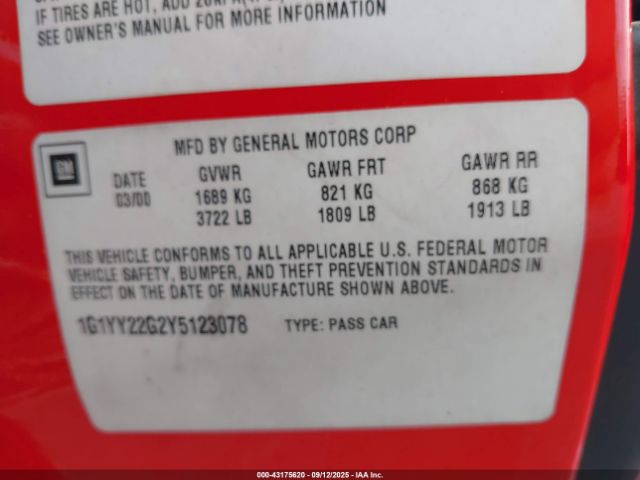 IF TIRES ARE HOT, ADD
SEE OWNER'S MANUAL FOR MORE INFORMATION
GM
MFD BY GENERAL MOTORS CORP
DATE GVWR GAWR FRT GAWR RR
03/00 1689 KG 821 KG 868 KG
3722 LB 1809 LB 1913 LB
THIS VEHICLE CONFORMS TO ALL APPLICABLE U.S. FEDERAL MOTOR
VEHICLE SAFETY, BUMPER, AND THEFT PREVENTION STANDARDS IN
EFFECT ON THE DATE OF MANUFACTURE SHOWN ABOVE.
1G1YY22G2Y5123078 TYPE: PASS CAR
000-43175620 - 09/12/2025 - IAA Inc.